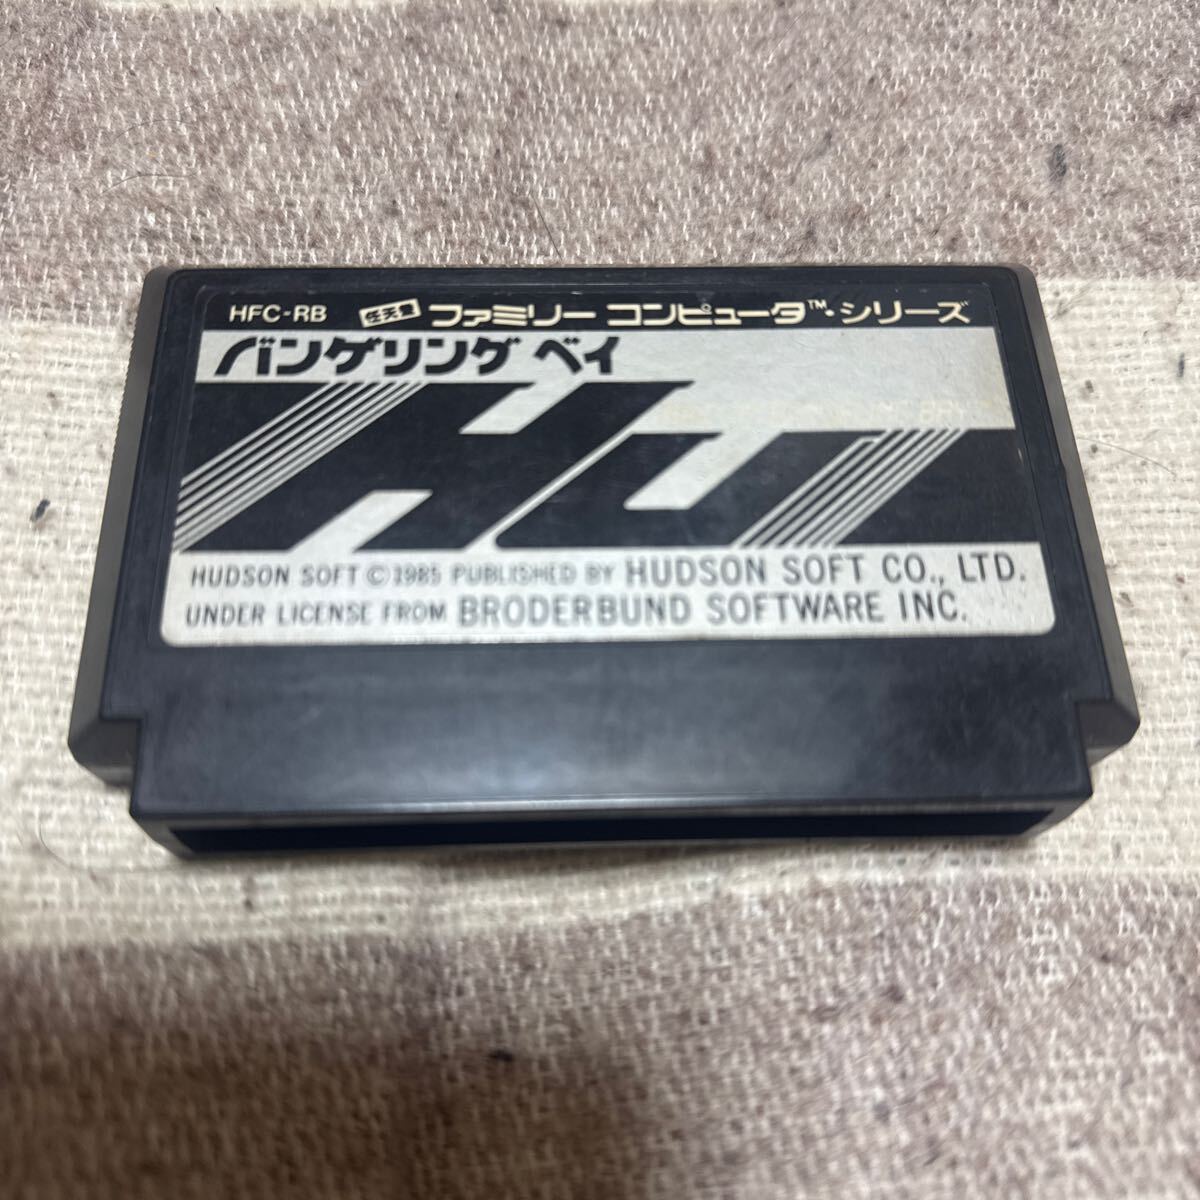 HFC-RB 任天堂 ファミリー コンピュータ™・シリーズ
バンゲリング ベイ
HU
HUDSON SOFT ©1985 PUBLISHED BY HUDSON SOFT CO., LTD.
UNDER LICENSE FROM BRODERBUND SOFTWARE INC.